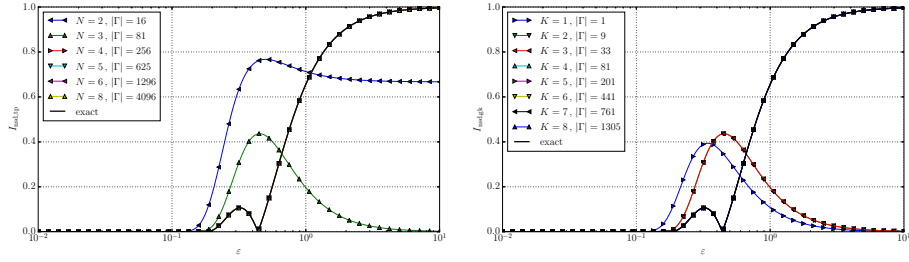 1.0
0.8
0.6
0.4
0.2
0.0
I_nsd,tp
N = 2 , |Γ| = 16
N = 3 , |Γ| = 81
N = 4 , |Γ| = 256
N = 5 , |Γ| = 625
N = 6 , |Γ| = 1296
N = 8 , |Γ| = 4096
exact
10^−2
10^−1
10^0
10^1
ε
1.0
0.8
0.6
0.4
0.2
0.0
I_nsd,gk
K = 1 , |Γ| = 1
K = 2 , |Γ| = 9
K = 3 , |Γ| = 33
K = 4 , |Γ| = 81
K = 5 , |Γ| = 201
K = 6 , |Γ| = 441
K = 7 , |Γ| = 761
K = 8 , |Γ| = 1305
exact
10^−2
10^−1
10^0
10^1
ε